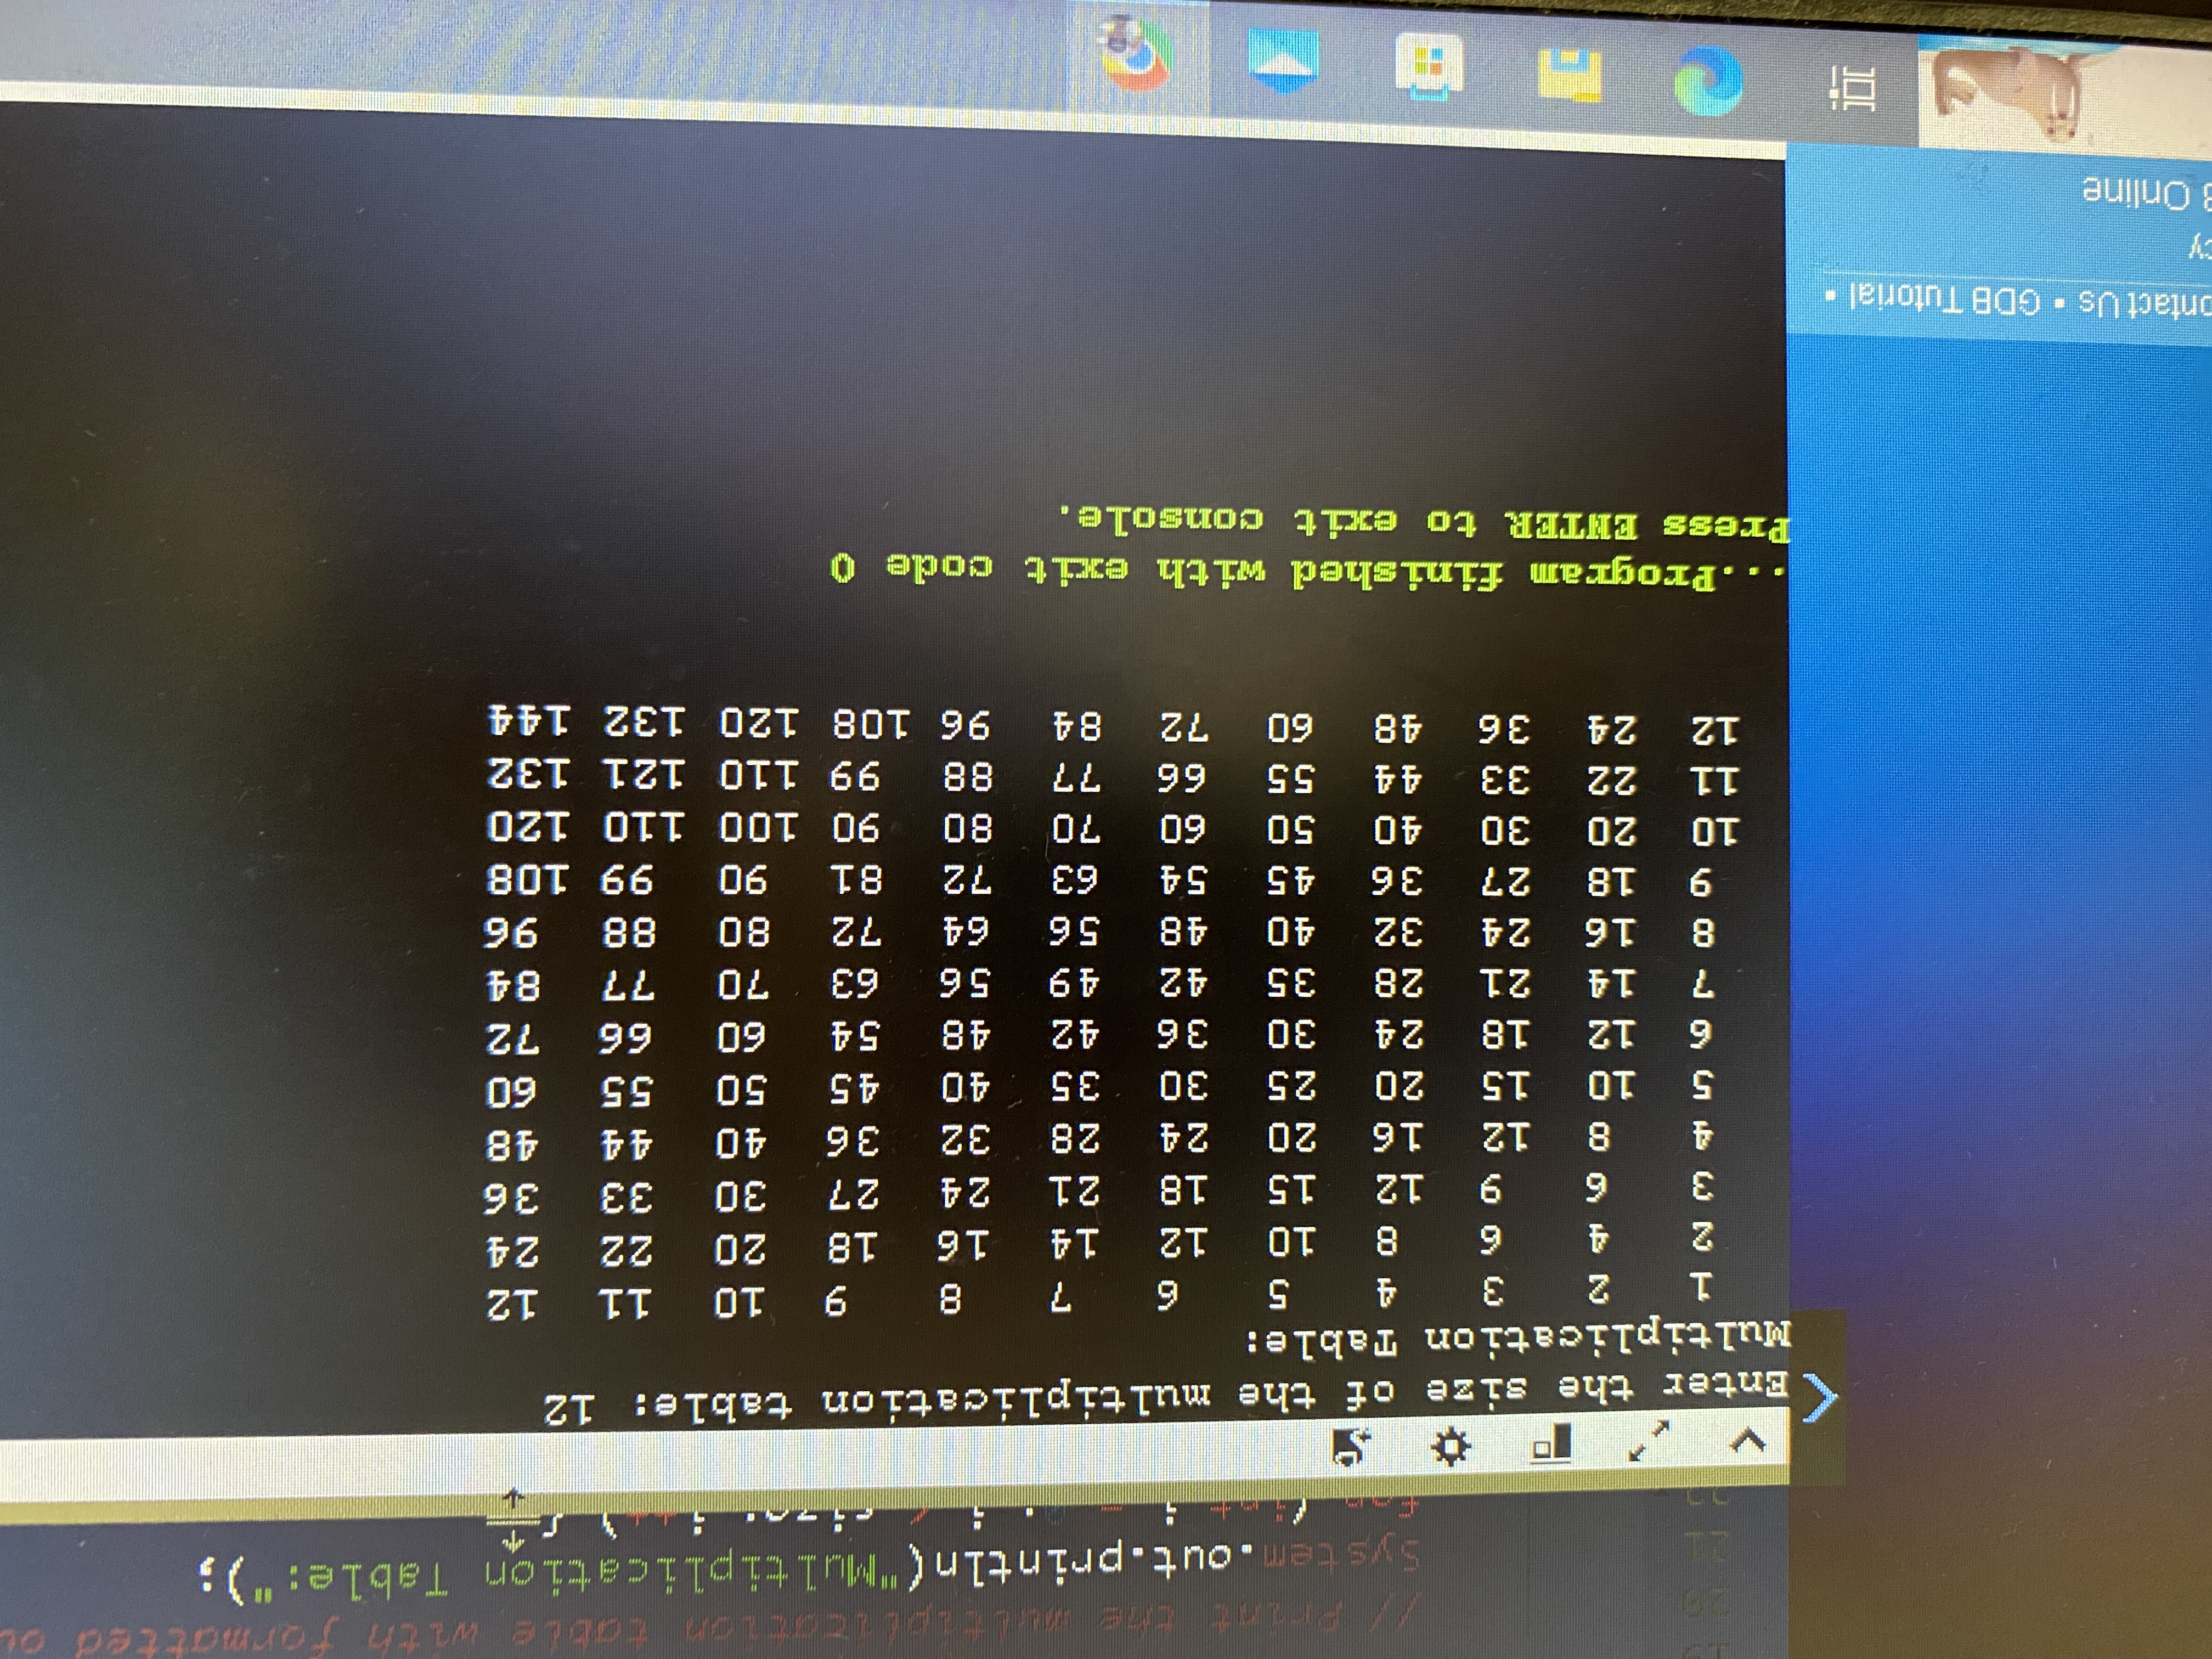 19
20 // Print the multiplication table with formatted
21 System.out.println("Multiplication Table:");
22 for (int i = 0; i < size; i++) {
Enter the size of the multiplication table: 12
Multiplication Table:
1 2 3 4 5 6 7 8 9 10 11 12
2 4 6 8 10 12 14 16 18 20 22 24
3 6 9 12 15 18 21 24 27 30 33 36
4 8 12 16 20 24 28 32 36 40 44 48
5 10 15 20 25 30 35 40 45 50 55 60
6 12 18 24 30 36 42 48 54 60 66 72
7 14 21 28 35 42 49 56 63 70 77 84
8 16 24 32 40 48 56 64 72 80 88 96
9 18 27 36 45 54 63 72 81 90 99 108
10 20 30 40 50 60 70 80 90 100 110 120
11 22 33 44 55 66 77 88 99 110 121 132
12 24 36 48 60 72 84 96 108 120 132 144
...Program finished with exit code 0
Press ENTER to exit console.
ontact Us • GDB Tutorial •
cy
Online